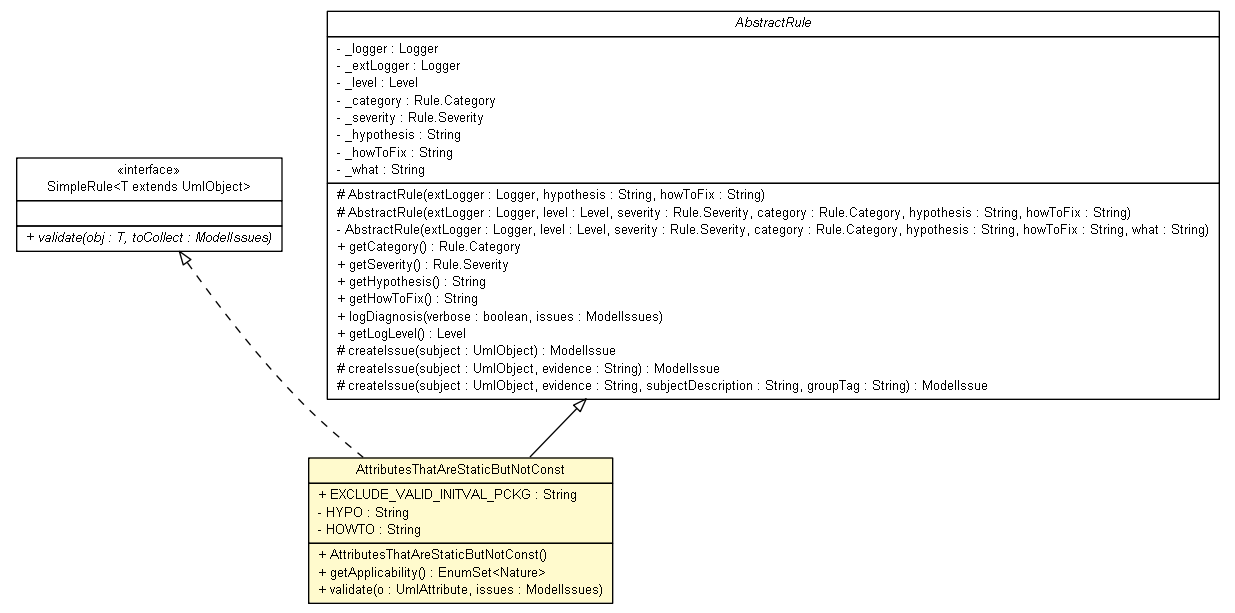 AbstractRule
- _logger : Logger
- _extLogger : Logger
- _level : Level
- _category : Rule.Category
- _severity : Rule.Severity
- _hypothesis : String
- _howToFix : String
- _what : String
# AbstractRule(extLogger : Logger, hypothesis : String, howToFix : String)
# AbstractRule(extLogger : Logger, level : Level, severity : Rule.Severity, category : Rule.Category, hypothesis : String, howToFix : String)
- AbstractRule(extLogger : Logger, level : Level, severity : Rule.Severity, category : Rule.Category, hypothesis : String, howToFix : String, what : String)
+ getCategory() : Rule.Category
+ getSeverity() : Rule.Severity
+ getHypothesis() : String
+ getHowToFix() : String
+ logDiagnosis(verbose : boolean, issues : ModelIssues)
+ getLogLevel() : Level
# createIssue(subject : UmlObject) : ModelIssue
# createIssue(subject : UmlObject, evidence : String) : ModelIssue
# createIssue(subject : UmlObject, evidence : String, subjectDescription : String, groupTag : String) : ModelIssue
«interface»
SimpleRule<T extends UmlObject>
+ validate(obj : T, toCollect : ModelIssues)
AttributesThatAreStaticButNotConst
+ EXCLUDE_VALID_INITVAL_PCKG : String
- HYPO : String
- HOWTO : String
+ AttributesThatAreStaticButNotConst()
+ getApplicability() : EnumSet<Nature>
+ validate(o : UmlAttribute, issues : ModelIssues)